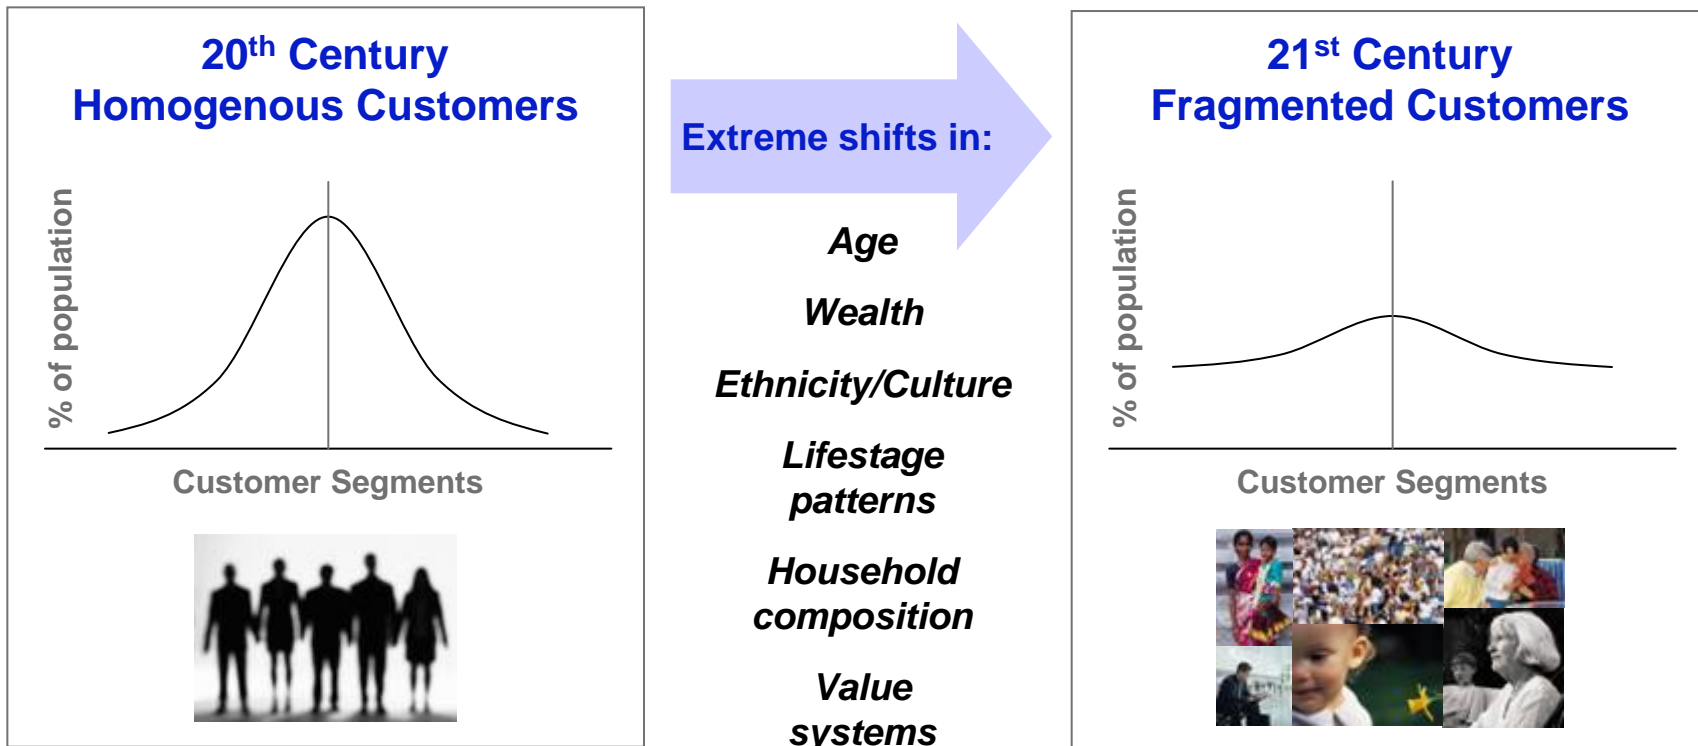 20th Century
Homogenous Customers
% of population
Customer Segments
Extreme shifts in:
Age
Wealth
Ethnicity/Culture
Lifestage
patterns
Household
composition
Value
systems
21st Century
Fragmented Customers
% of population
Customer Segments